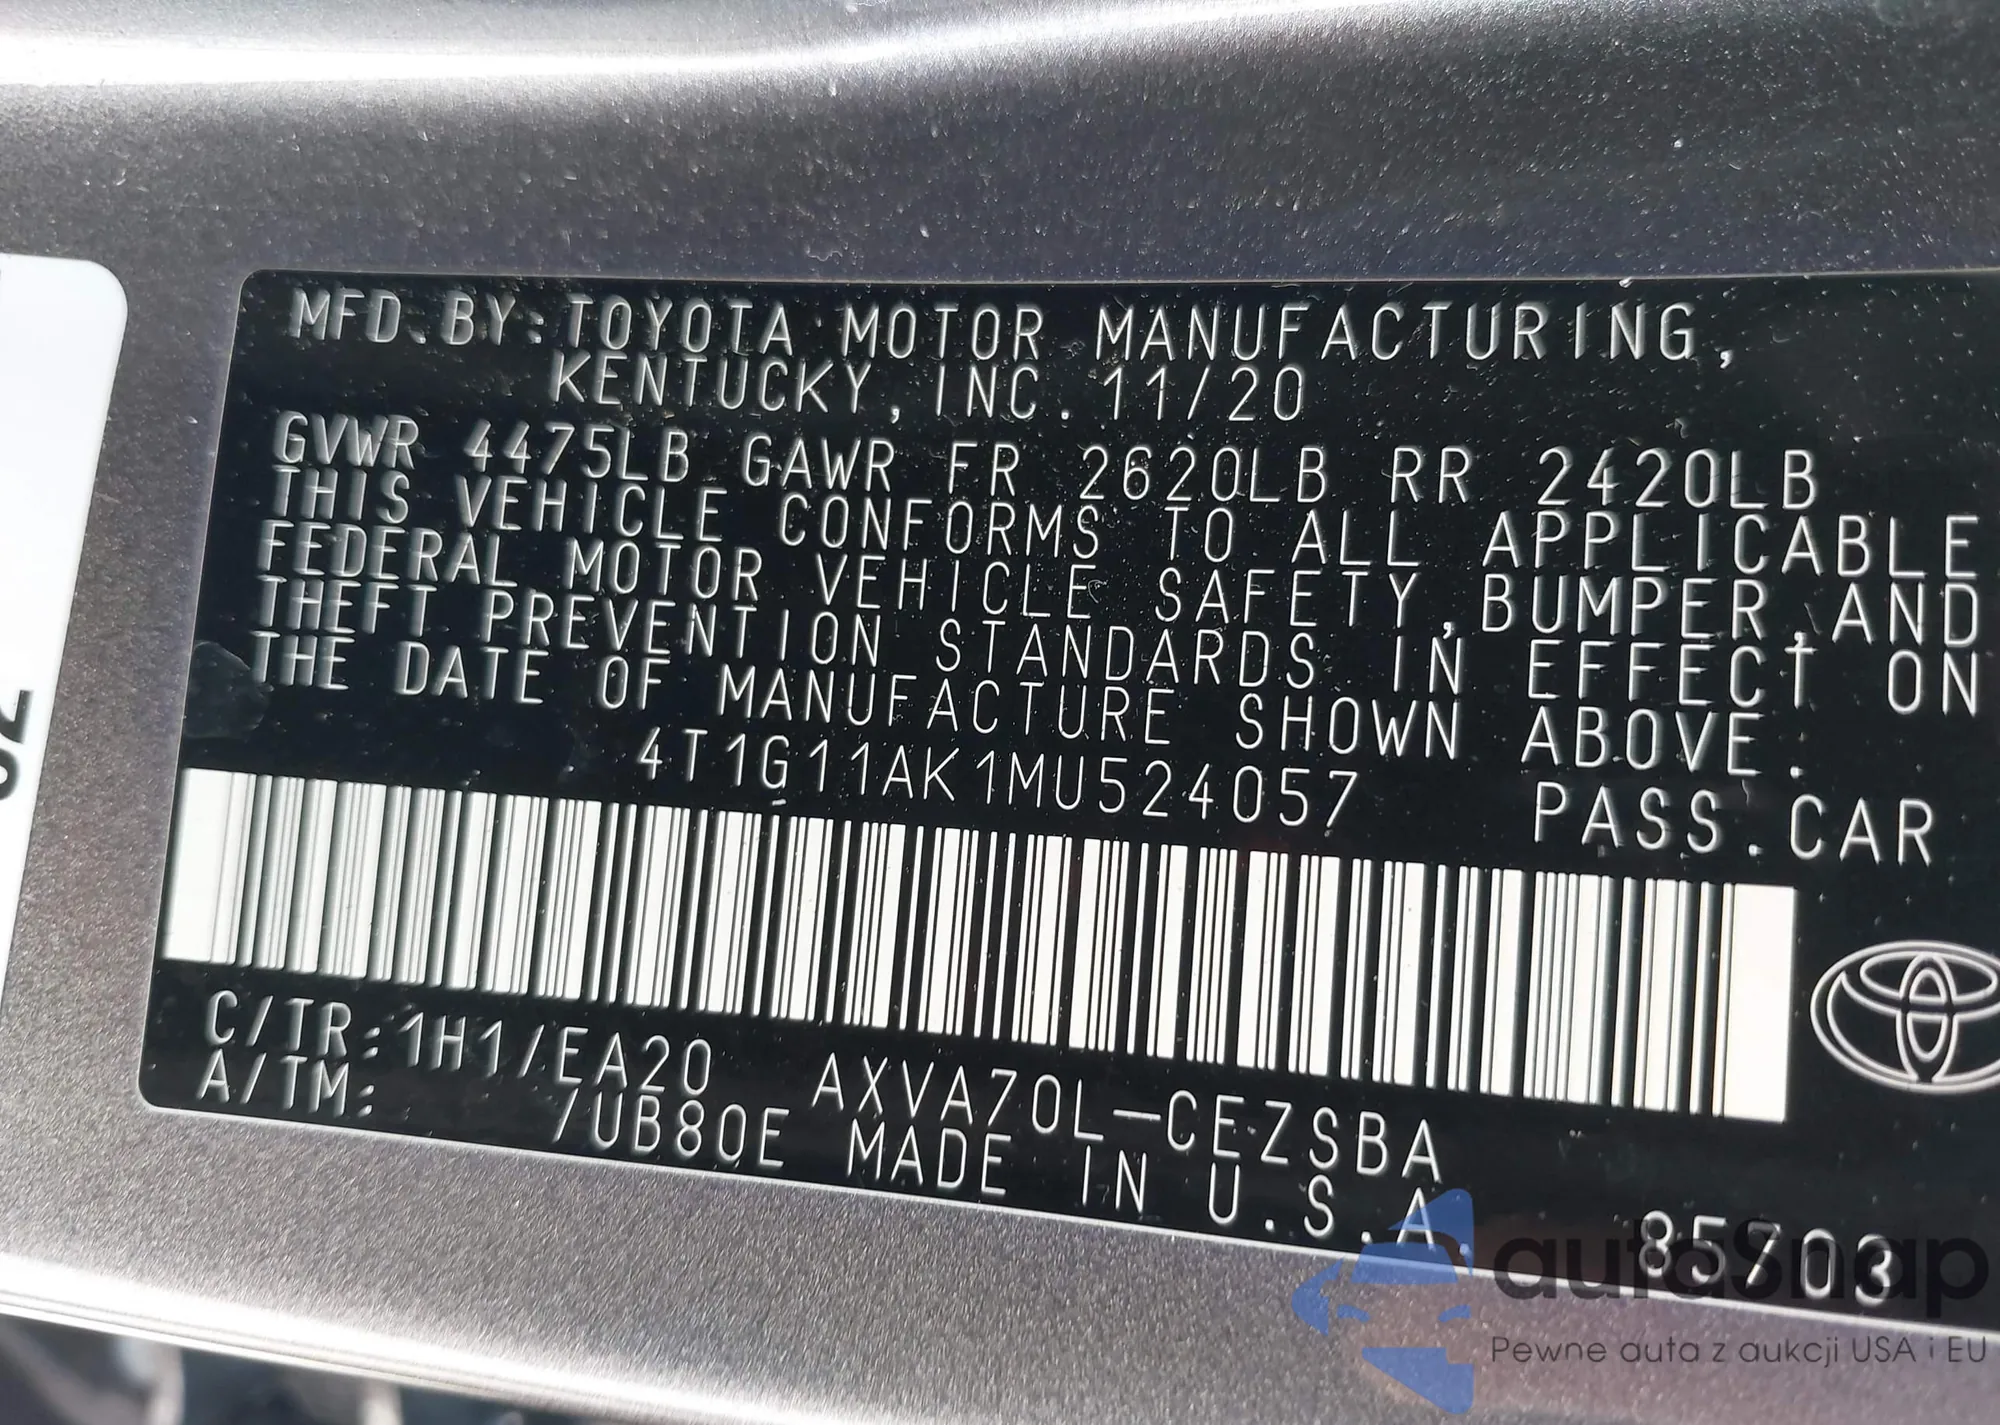 MFD.BY:TOYOTA MOTOR MANUFACTURING,
KENTUCKY, INC. 11/20
GVWR 4475LB GAWR FR 2620LB RR 2420LB
THIS VEHICLE CONFORMS TO ALL APPLICABLE
FEDERAL MOTOR VEHICLE SAFETY,BUMPER,AND
THEFT PREVENTION STANDARDS IN EFFECT ON
THE DATE OF MANUFACTURE SHOWN ABOVE.
4T1G11AK1MU524057 PASS.CAR
C/TR:1H1/EA20 AXVA70L-CEZSBA
A/TM: 7UB80E MADE IN U.S.A.
85703
autoSnap
Pewne auta z aukcji USA i EU